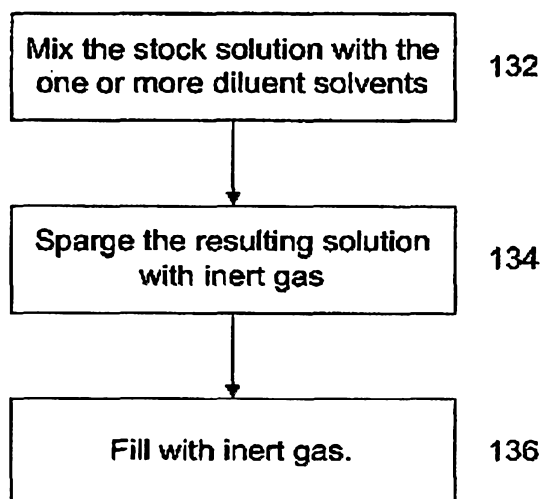 Mix the stock solution with the
one or more diluent solvents
132
Sparge the resulting solution
with inert gas
134
Fill with inert gas.
136